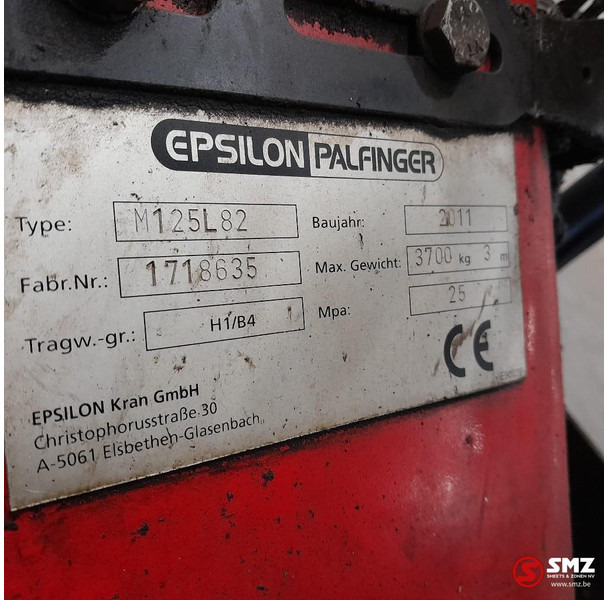 EPSILON PALFINGER
Type: M125L82 Baujahr: 2011
Fabr.Nr.: 1718635 Max. Gewicht: 3700 kg 3 m
Tragw.-gr.: H1/B4 Mpa: 25
CE
EPSILON Kran GmbH
Christophorusstraße 30
A-5061 Elsbethen-Glasenbach
SMZ
SMEETS & ZONEN NV
www.smz.be